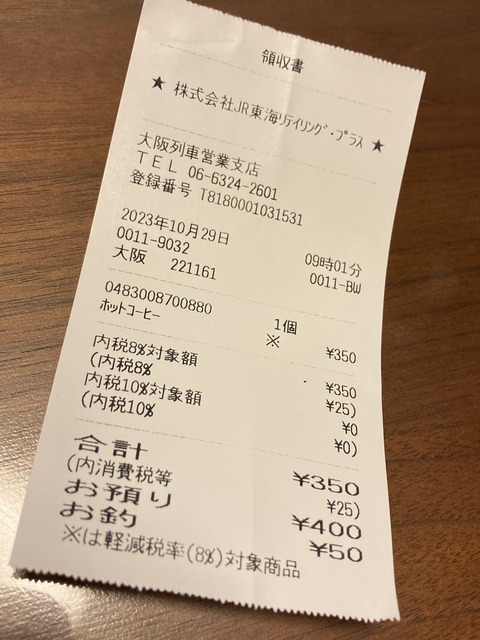 領収書
★ 株式会社JR東海ﾘﾃｲﾘﾝｸﾞ･ﾌﾟﾗｽ ★
大阪列車営業支店
TEL 06-6324-2601
登録番号 T8180001031531
2023年10月29日 09時01分
0011-9032 0011-BW
大阪 221161
0483008700880
ﾎｯﾄｺｰﾋｰ 1個
※ ¥350
内税8%対象額 ¥350
(内税8% ¥25)
内税10%対象額 ¥0
(内税10% ¥0)
合計 ¥350
(内消費税等 ¥25)
お預り ¥400
お釣 ¥50
※は軽減税率(8%)対象商品